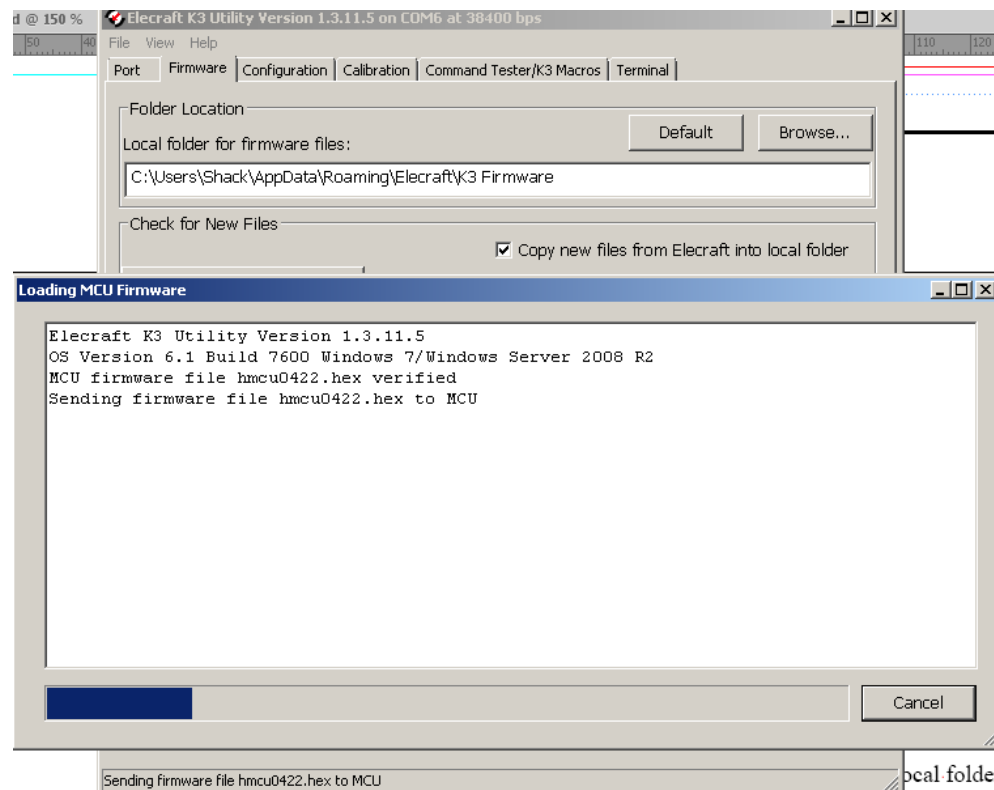 d @ 150 %
Elecraft K3 Utility Version 1.3.11.5 on COM6 at 38400 bps
50 40
110 120
File View Help
Port Firmware Configuration Calibration Command Tester/K3 Macros Terminal
Folder Location
Local folder for firmware files:
Default Browse...
C:\Users\Shack\AppData\Roaming\Elecraft\K3 Firmware
Check for New Files
Copy new files from Elecraft into local folder
Loading MCU Firmware
Elecraft K3 Utility Version 1.3.11.5
OS Version 6.1 Build 7600 Windows 7/Windows Server 2008 R2
MCU firmware file hmcu0422.hex verified
Sending firmware file hmcu0422.hex to MCU
Cancel
Sending firmware file hmcu0422.hex to MCU
ocal folde